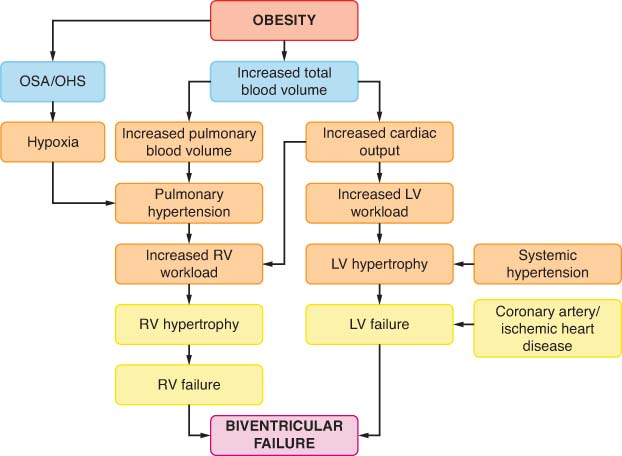 OBESITY
OSA/OHS
Increased total
blood volume
Hypoxia
Increased pulmonary
blood volume
Increased cardiac
output
Pulmonary
hypertension
Increased LV
workload
Increased RV
workload
LV hypertrophy
Systemic
hypertension
RV hypertrophy
LV failure
Coronary artery/
ischemic heart
disease
RV failure
BIVENTRICULAR
FAILURE